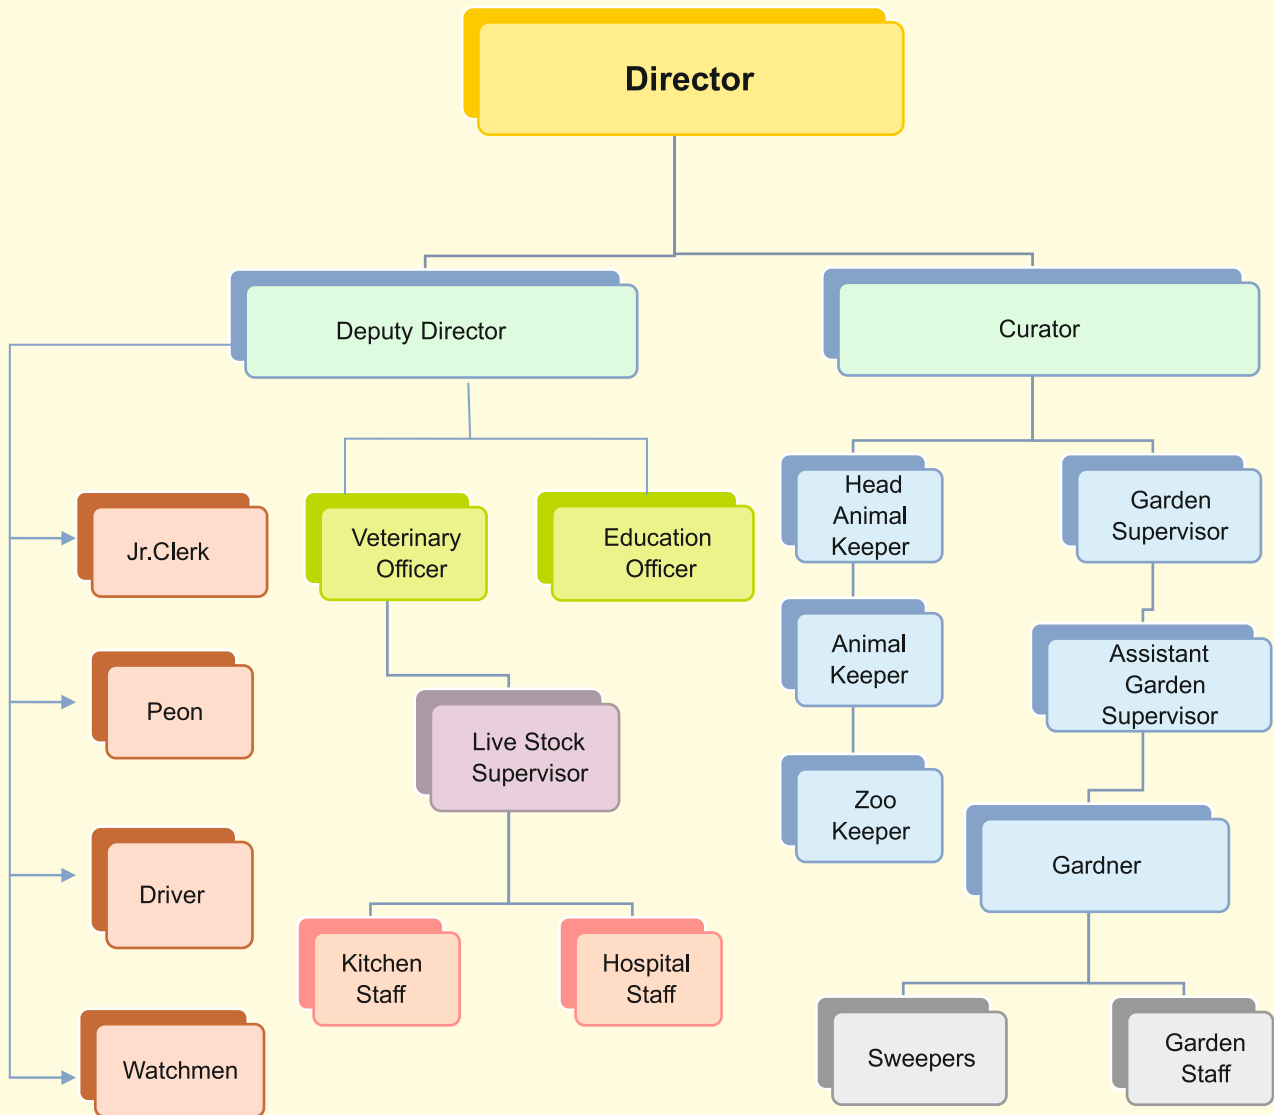 Director
Deputy Director
Curator
Jr.Clerk
Veterinary
Officer
Education
Officer
Head
Animal
Keeper
Garden
Supervisor
Animal
Keeper
Assistant
Garden
Supervisor
Peon
Live Stock
Supervisor
Zoo
Keeper
Gardner
Driver
Kitchen
Staff
Hospital
Staff
Watchmen
Sweepers
Garden
Staff